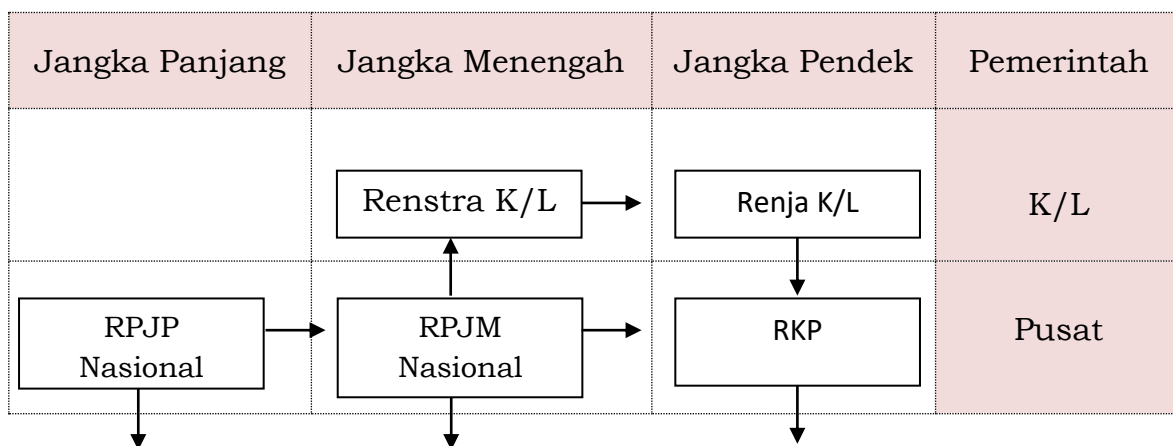 Jangka Panjang
Jangka Menengah
Jangka Pendek
Pemerintah
Renstra K/L
Renja K/L
K/L
RPJP
Nasional
RPJM
Nasional
RKP
Pusat